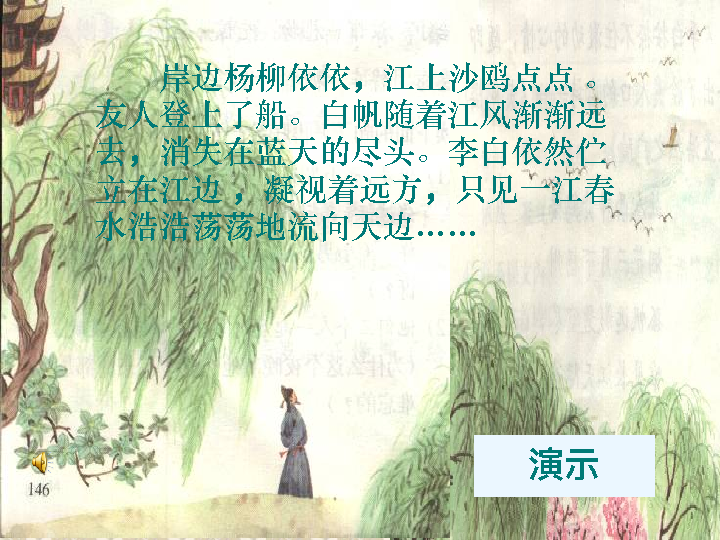 岸边杨柳依依，江上沙鸥点点 。
友人登上了船。白帆随着江风渐渐远
去，消失在蓝天的尽头。李白依然伫
立在江边 ，凝视着远方，只见一江春
水浩浩荡荡地流向天边……
演示
146